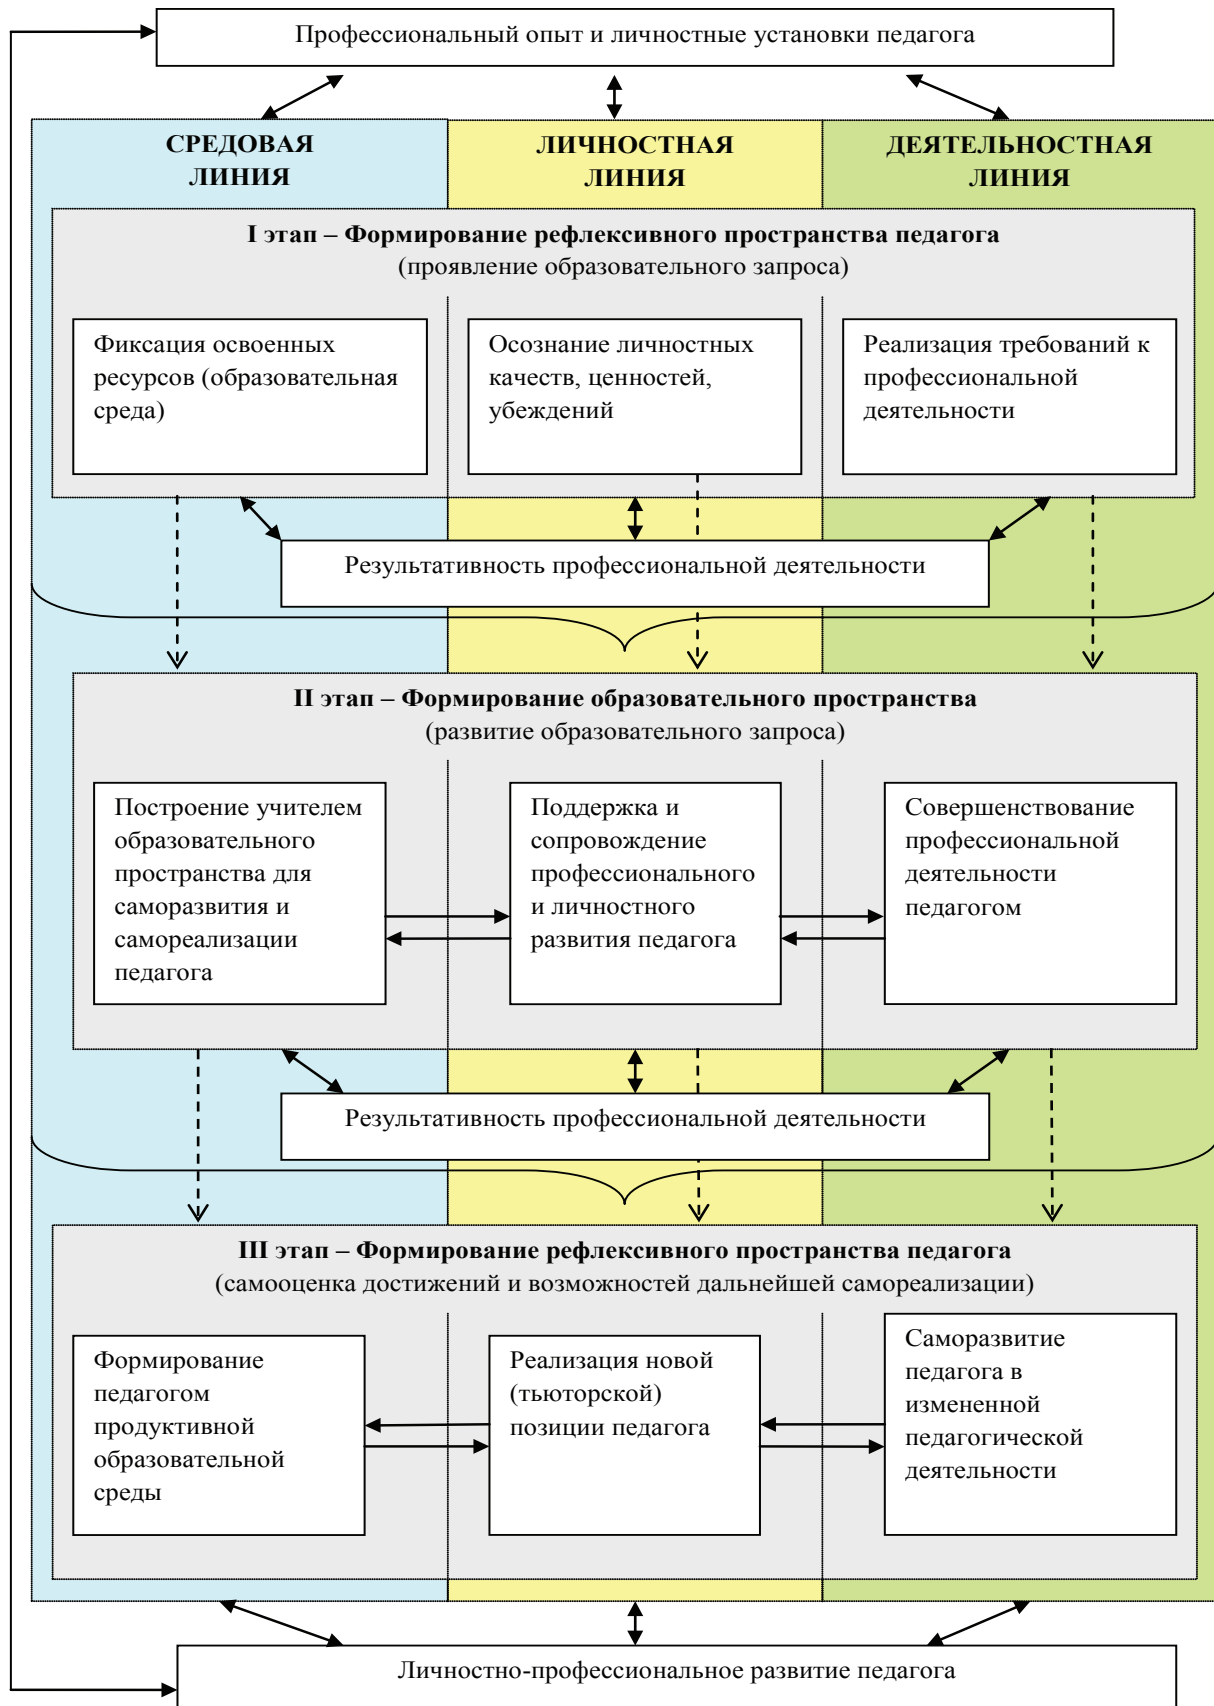 Профессиональный опыт и личностные установки педагога
СРЕДОВАЯ
ЛИНИЯ
ЛИЧНОСТНАЯ
ЛИНИЯ
ДЕЯТЕЛЬНОСТНАЯ
ЛИНИЯ
I этап – Формирование рефлексивного пространства педагога
(проявление образовательного запроса)
Фиксация освоенных
ресурсов (образовательная
среда)
Осознание личностных
качеств, ценностей,
убеждений
Реализация требований к
профессиональной
деятельности
Результативность профессиональной деятельности
II этап – Формирование образовательного пространства
(развитие образовательного запроса)
Построение учителем
образовательного
пространства для
саморазвития и
самореализации
педагога
Поддержка и
сопровождение
профессионального
и личностного
развития педагога
Совершенствование
профессиональной
деятельности
педагогом
Результативность профессиональной деятельности
III этап – Формирование рефлексивного пространства педагога
(самооценка достижений и возможностей дальнейшей самореализации)
Формирование
педагогом
продуктивной
образовательной
среды
Реализация новой
(тьюторской)
позиции педагога
Саморазвитие
педагога в
измененной
педагогической
деятельности
Личностно-профессиональное развитие педагога